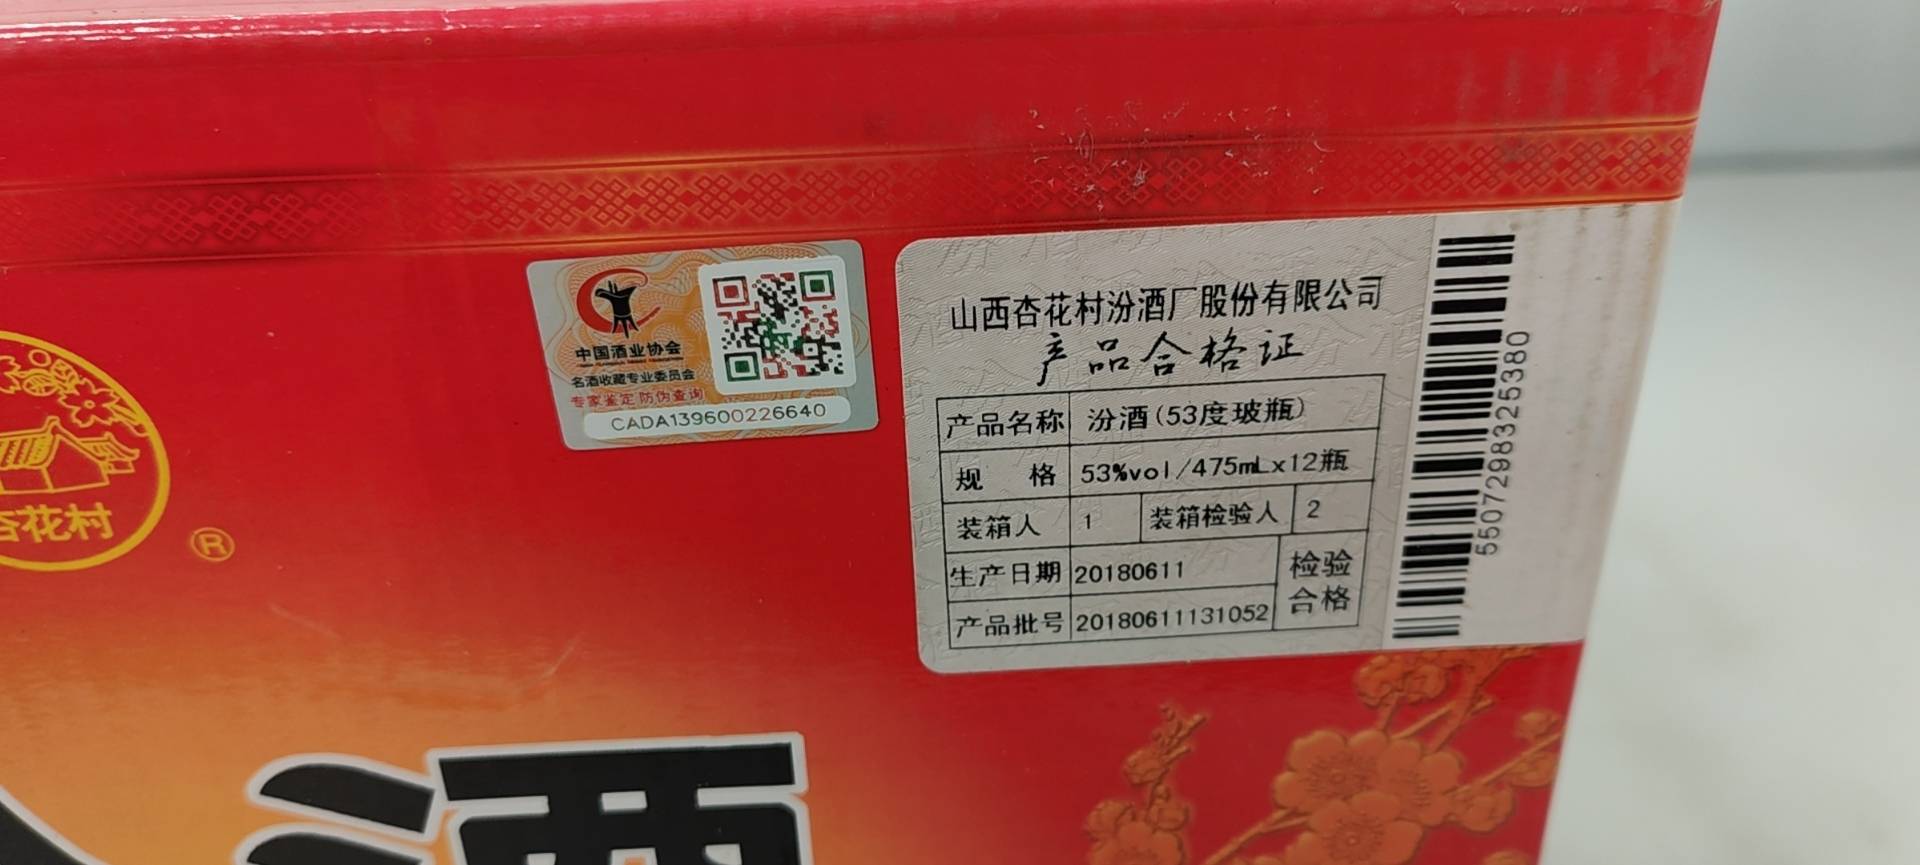 杏花村
®
中国酒业协会
名酒收藏专业委员会
专家鉴定 防伪查询
CADA139600226640
山西杏花村汾酒厂股份有限公司
产品合格证
产品名称 汾酒(53度玻瓶)
规 格 53%vol/475mLx12瓶
装箱人 1 装箱检验人 2
生产日期 20180611 检验
产品批号 20180611131052 合格
5507298325380
酒